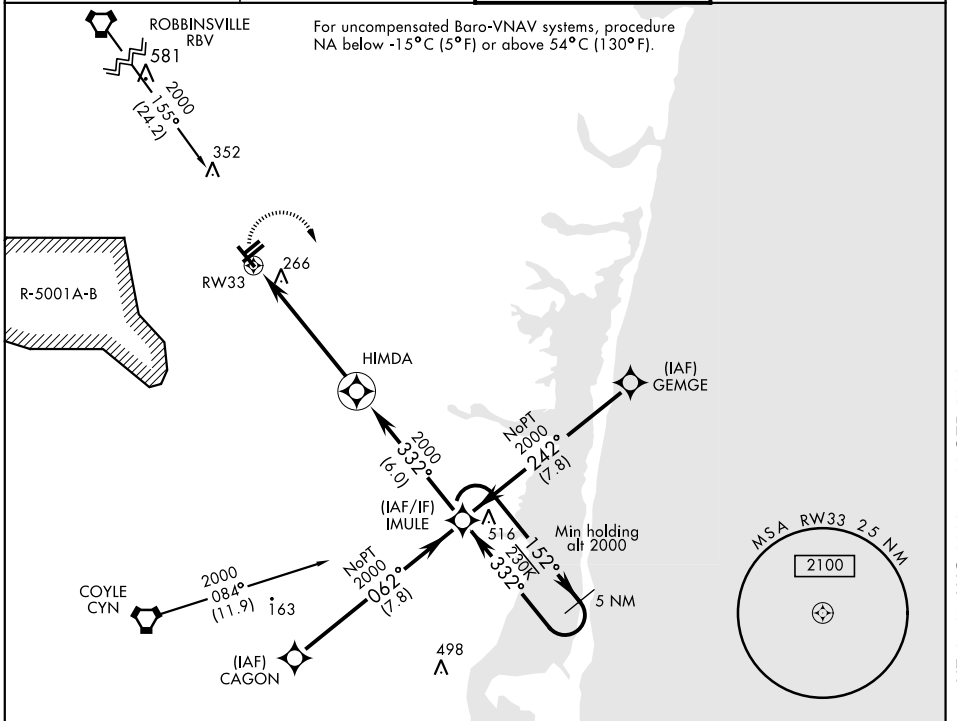 ROBBINSVILLE
RBV
For uncompensated Baro-VNAV systems, procedure
NA below -15°C (5°F) or above 54°C (130°F).
581
2000
155°
(24.2)
352
R-5001A-B
RW33
266
HIMDA
(IAF)
GEMGE
NoPT
2000
242°
(7.8)
2000
332°
(6.0)
(IAF/IF)
IMULE
516
Min holding
alt 2000
152°
230K
332°
5 NM
MSA RW33 25 NM
2100
COYLE
CYN
2000
084°
(11.9)
163
NoPT
2000
062°
(7.8)
(IAF)
CAGON
498